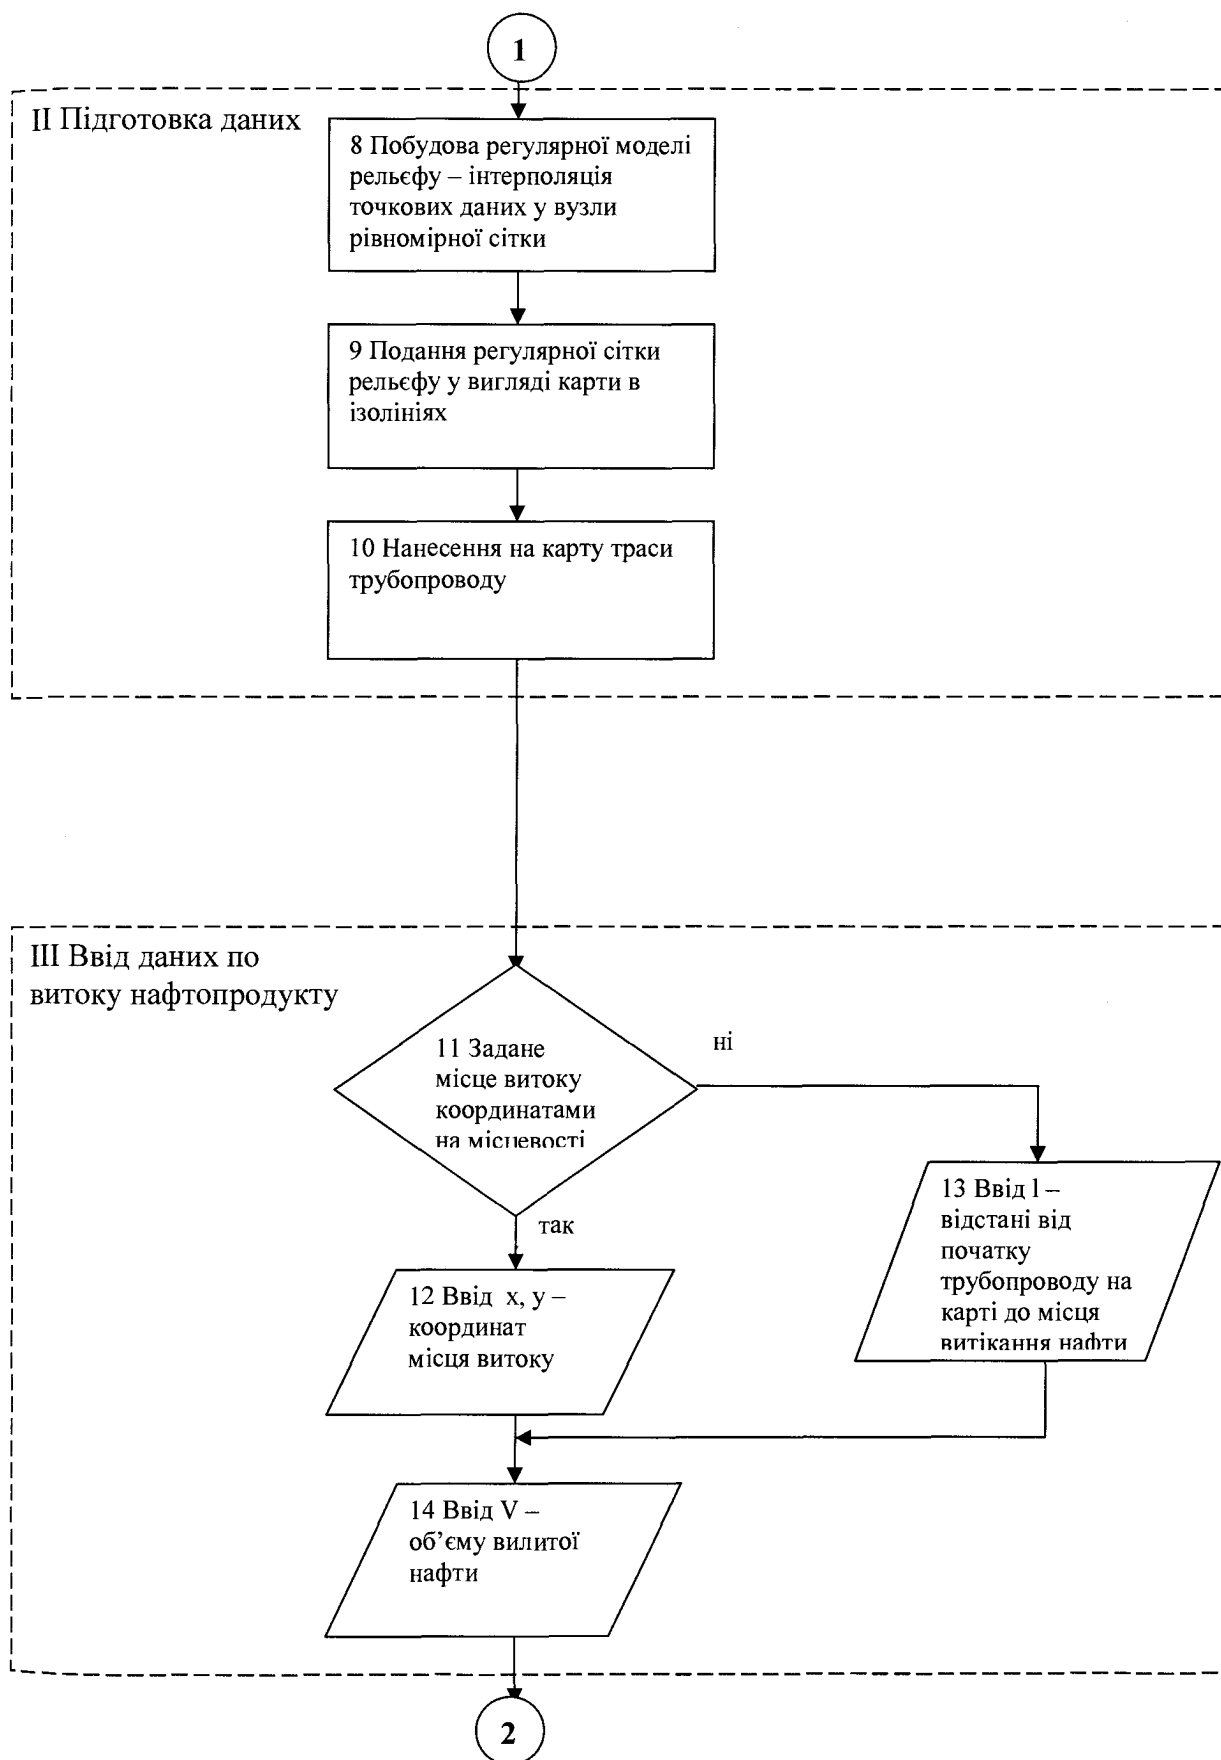 1
II Підготовка даних
8 Побудова регулярної моделі
рельєфу – інтерполяція
точкових даних у вузли
рівномірної сітки
9 Подання регулярної сітки
рельєфу у вигляді карти в
ізолініях
10 Нанесення на карту траси
трубопроводу
III Ввід даних по
витоку нафтопродукту
11 Задане
місце витоку
координатами
на місцевості
ні
так
13 Ввід l –
відстані від
початку
трубопроводу на
карті до місця
витікання нафти
12 Ввід x, y –
координат
місця витоку
14 Ввід V –
об’єму вилитої
нафти
2